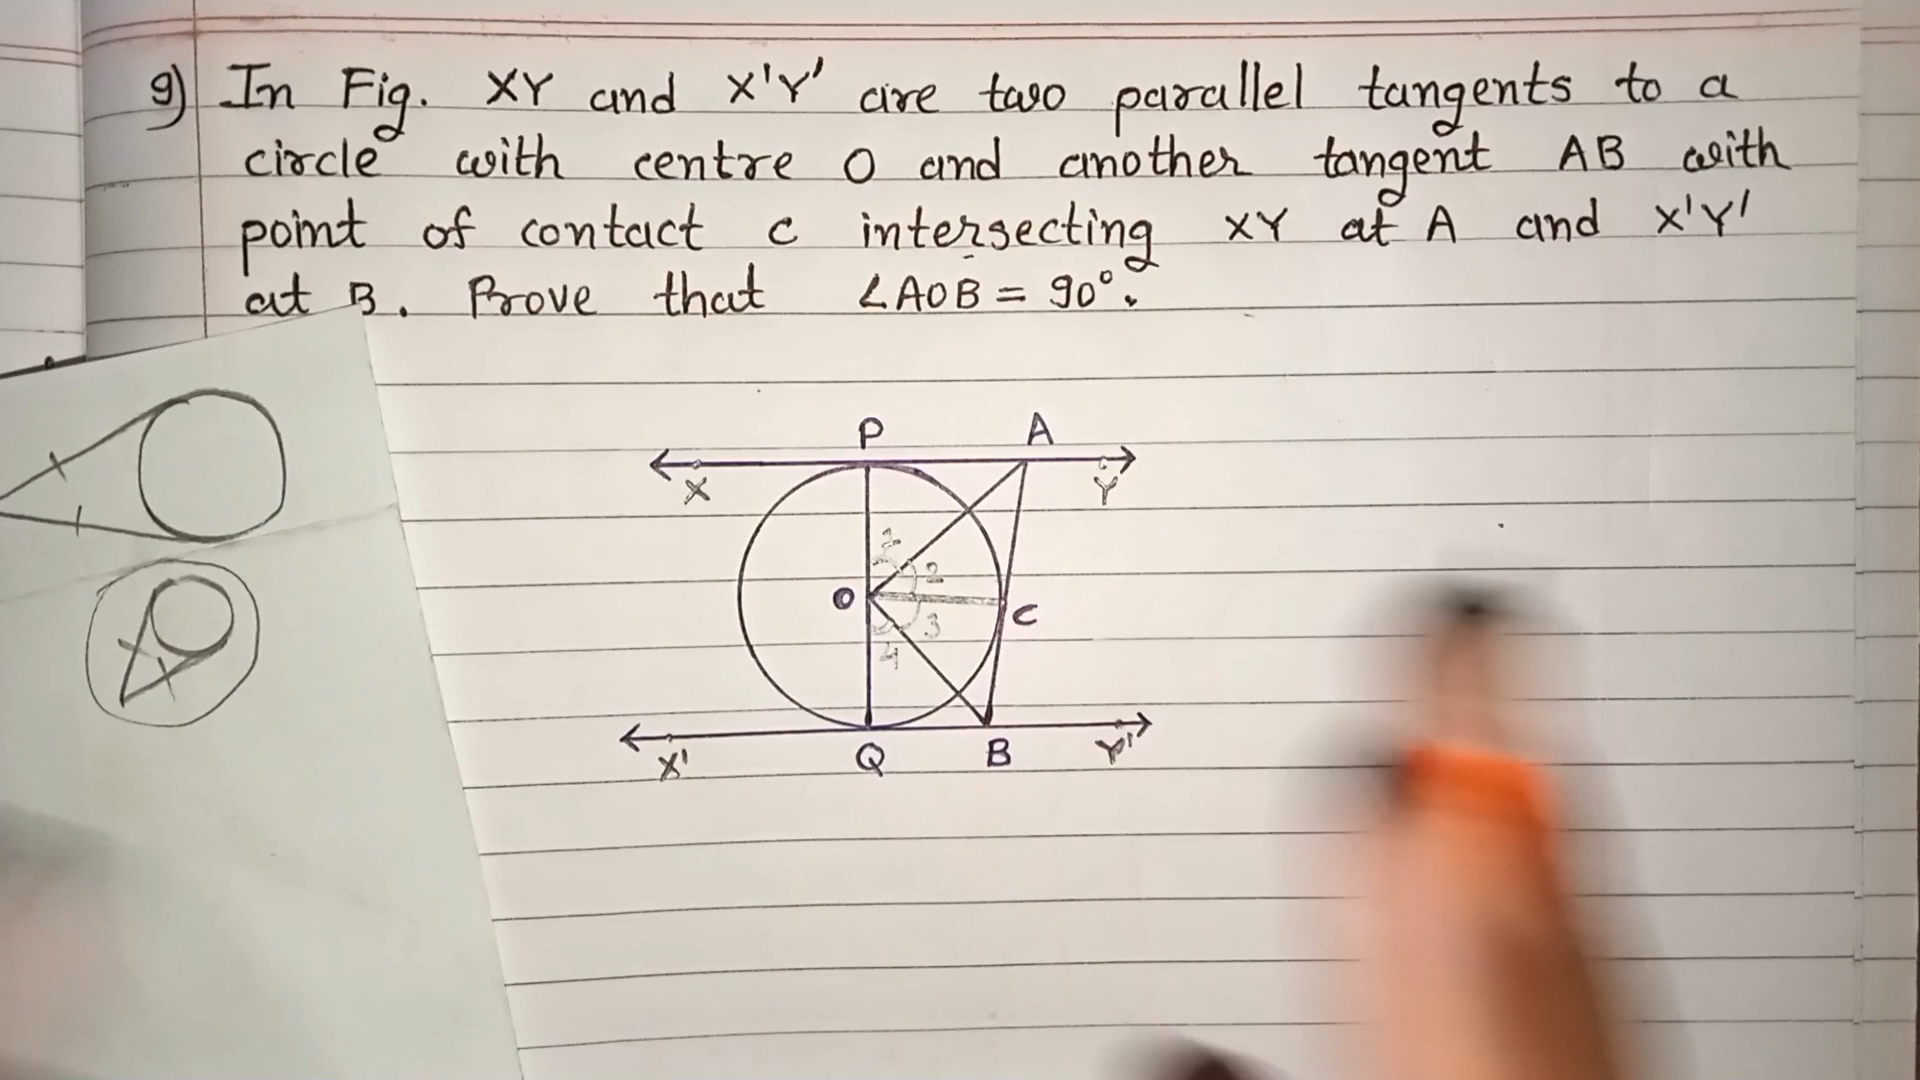 9) In Fig. XY and X'Y' are two parallel tangents to a
circle with centre O and another tangent AB with
point of contact C intersecting XY at A and X'Y'
at B. Prove that ∠AOB = 90°.
P A
X Y
1
2
O C
3
4
Q B
X' Y'